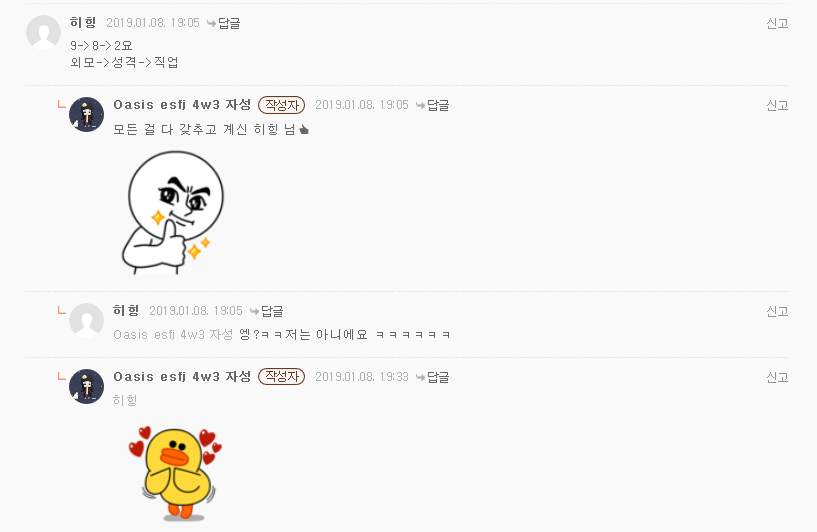 히힝 2019.01.08. 19:05 답글 신고
9->8->2요
외모->성격->직업
Oasis esfj 4w3 자성 작성자 2019.01.08. 19:05 답글 신고
모든 걸 다 갖추고 계신 히힝 님
히힝 2019.01.08. 19:05 답글 신고
Oasis esfj 4w3 자성 엥?ㅋㅋ저는 아니에요 ㅋㅋㅋㅋㅋㅋ
Oasis esfj 4w3 자성 작성자 2019.01.08. 19:33 답글 신고
히힝